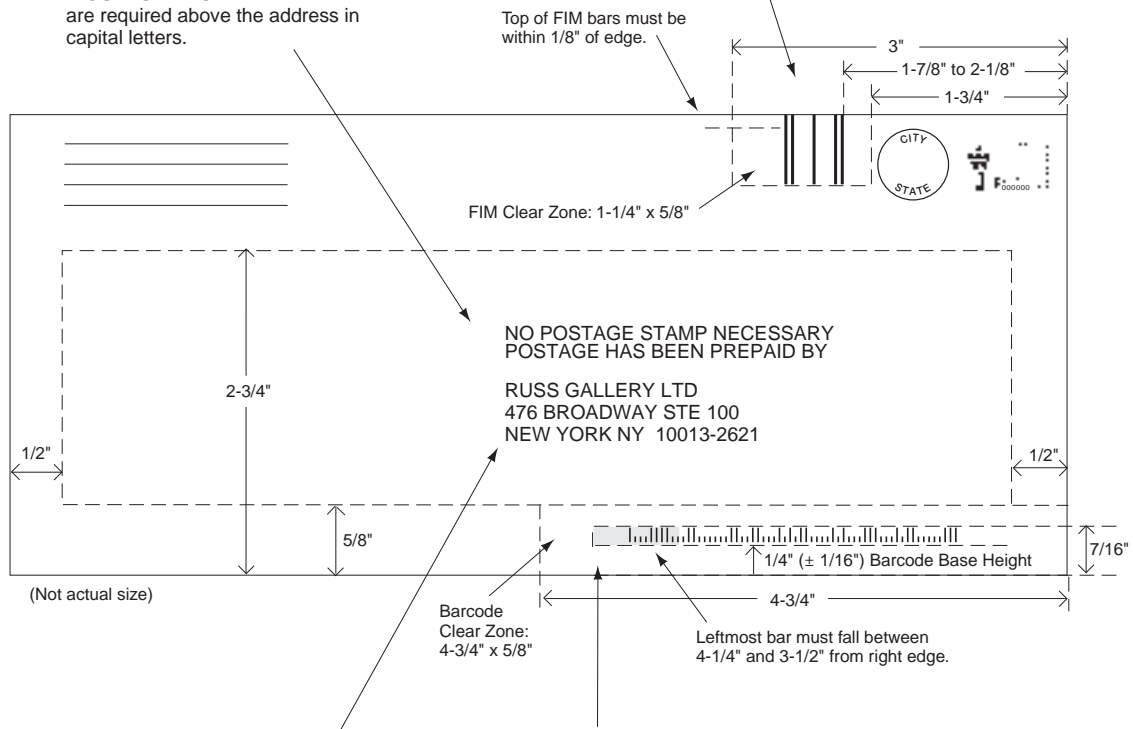 are required above the address in
capital letters.
Top of FIM bars must be
within 1/8" of edge.
3"
1-7/8" to 2-1/8"
1-3/4"
CITY
STATE
000000
FIM Clear Zone: 1-1/4" x 5/8"
NO POSTAGE STAMP NECESSARY
POSTAGE HAS BEEN PREPAID BY
2-3/4"
RUSS GALLERY LTD
476 BROADWAY STE 100
NEW YORK NY 10013-2621
1/2"
1/2"
5/8"
7/16"
1/4" (± 1/16") Barcode Base Height
(Not actual size)
4-3/4"
Barcode
Clear Zone:
4-3/4" x 5/8"
Leftmost bar must fall between
4-1/4" and 3-1/2" from right edge.